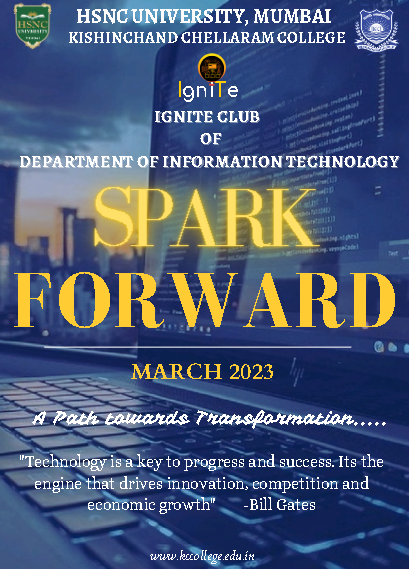 HSNC UNIVERSITY, MUMBAI
KISHINCHAND CHELLARAM COLLEGE
HSNC
UNIVERSITY
IgniTe
IGNITE CLUB
OF
DEPARTMENT OF INFORMATION TECHNOLOGY
SPARK
FORWARD
MARCH 2023
A Path towards Transformation.....
"Technology is a key to progress and success. Its the
engine that drives innovation, competition and
economic growth" -Bill Gates
www.kccollege.edu.in